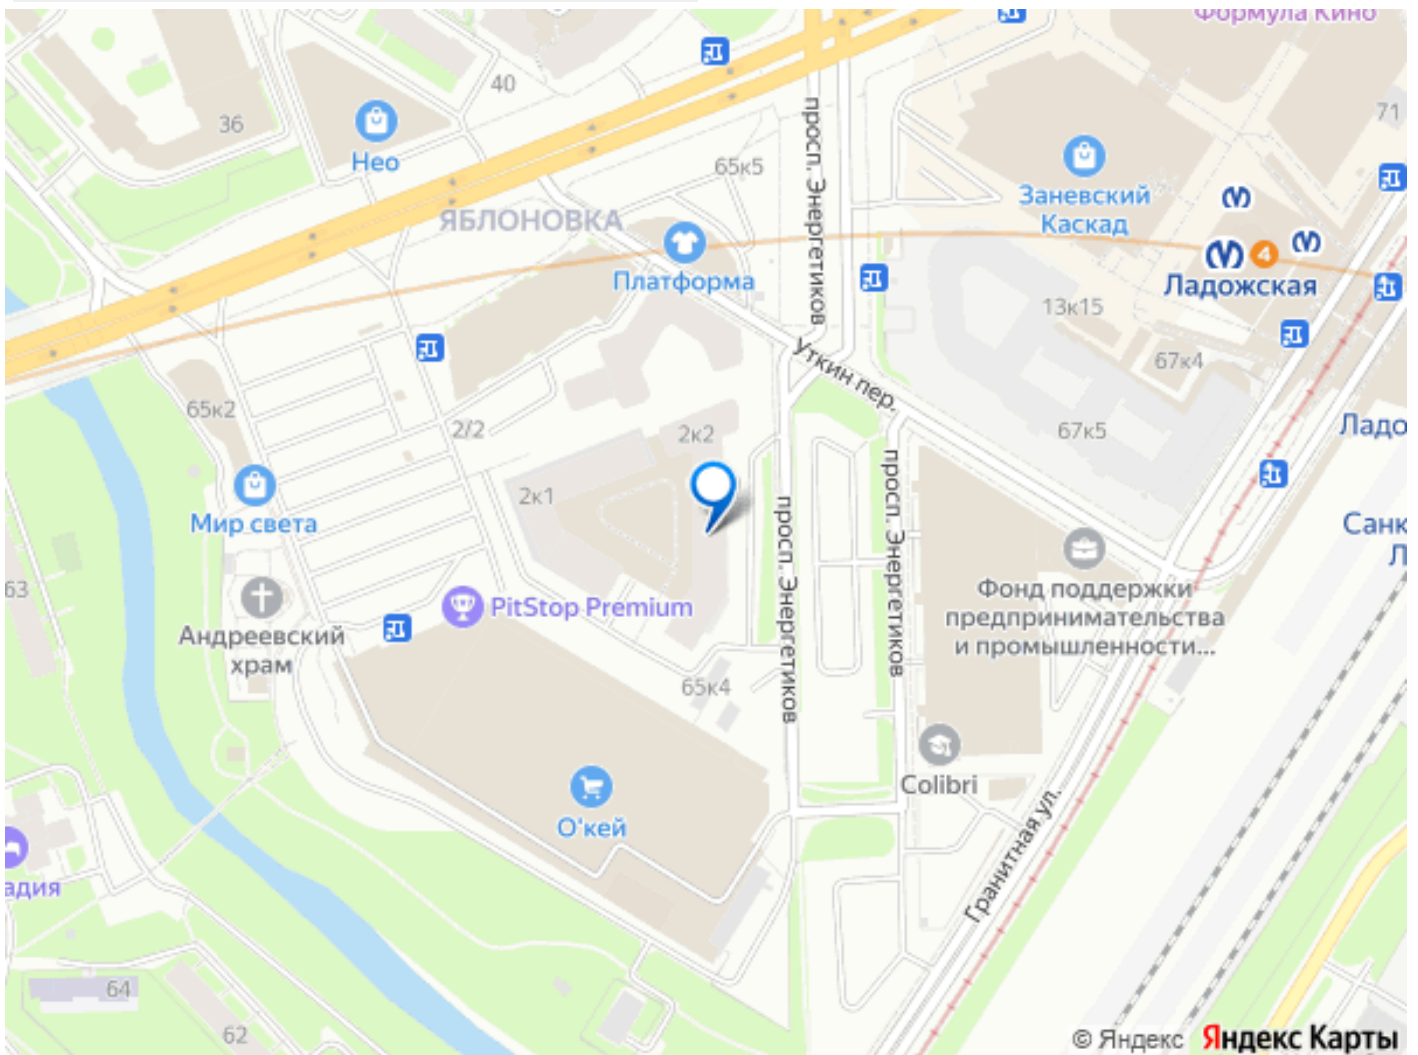 Формула Кино
40
36
71
Нео
65к5
просп. Энергетиков
Заневский
Каскад
ЯБЛОНОВКА
Платформа
4
Ладожская
13к15
Уткин пер.
67к4
65к2
2/2
2к2
67к5
Ладо
2к1
Мир света
просп. Энергетиков
просп. Энергетиков
Санк
Л
63
PitStop Premium
Фонд поддержки
предпринимательства
и промышленности...
Андреевский
храм
65к4
Colibri
О'кей
адия
Гранитная ул.
64
62
© Яндекс Яндекс Карты